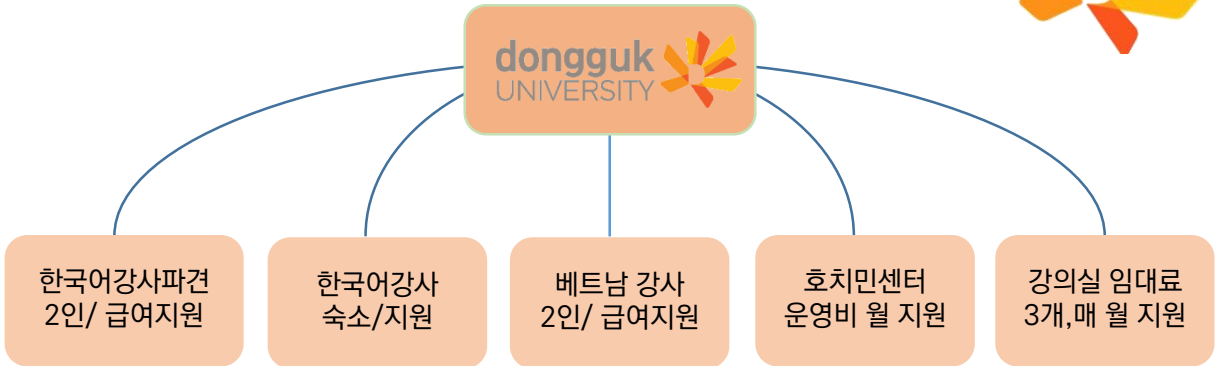 dongguk
UNIVERSITY
한국어강사파견
2인/ 급여지원
한국어강사
숙소/지원
베트남 강사
2인/ 급여지원
호치민센터
운영비 월 지원
강의실 임대료
3개,매 월 지원